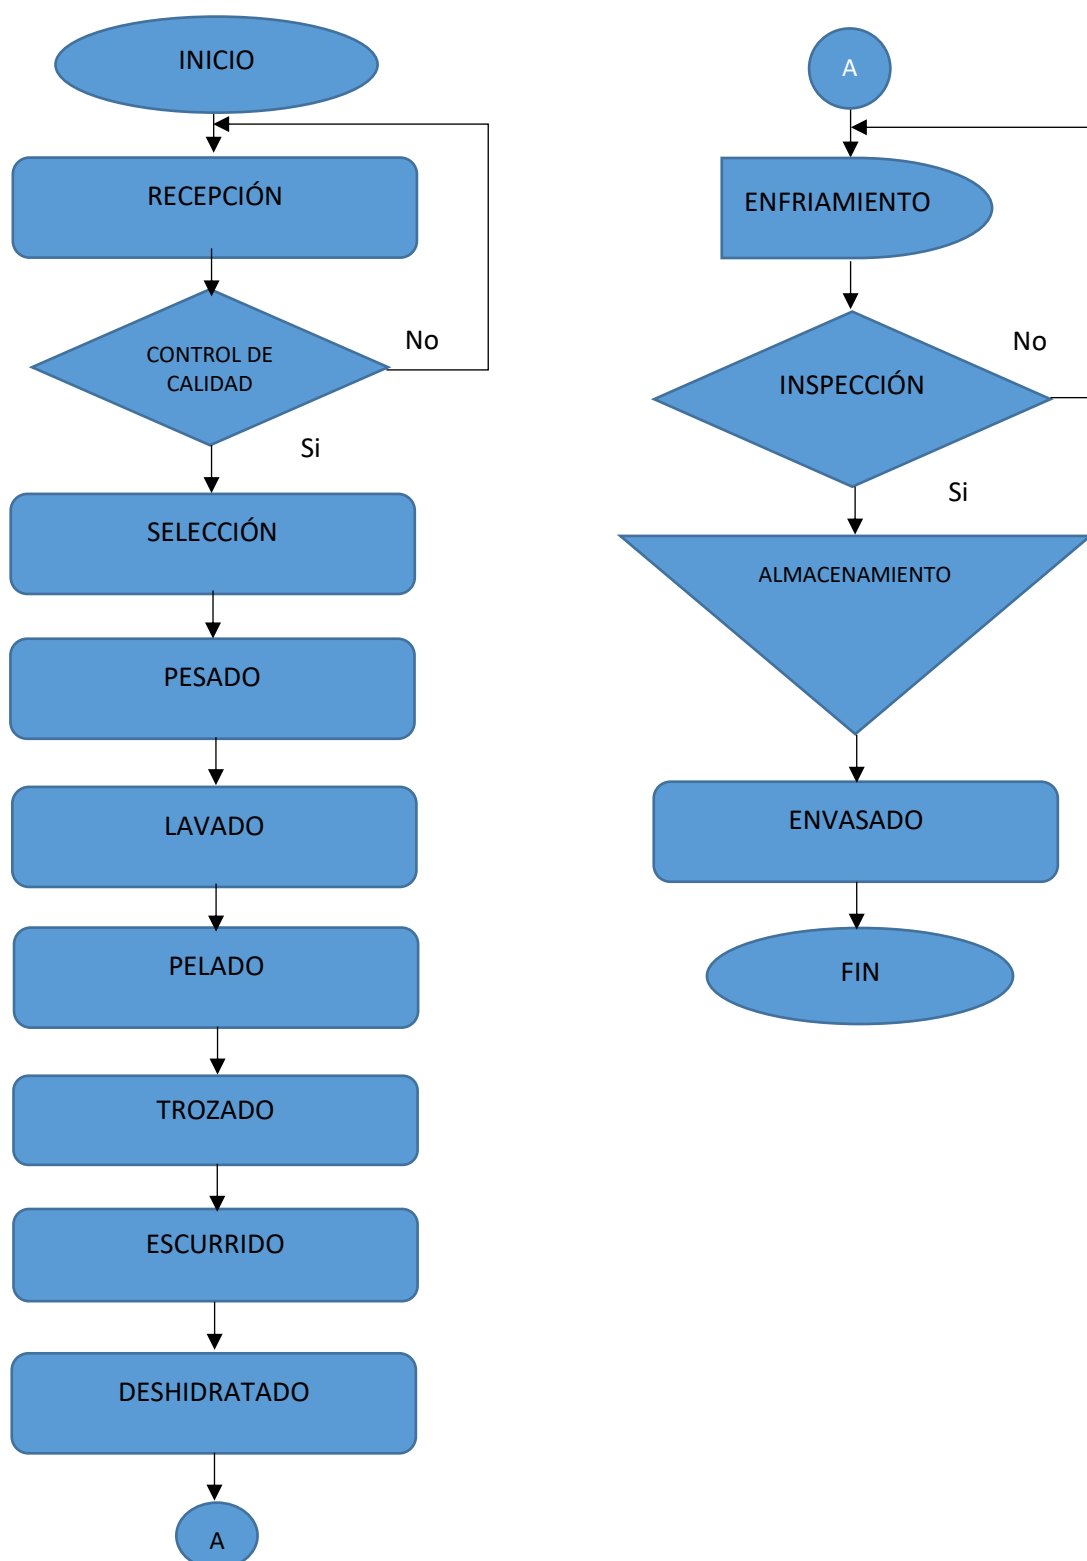 INICIO
RECEPCIÓN
CONTROL DE
CALIDAD
No
Si
SELECCIÓN
PESADO
LAVADO
PELADO
TROZADO
ESCURRIDO
DESHIDRATADO
A
A
ENFRIAMIENTO
INSPECCIÓN
No
Si
ALMACENAMIENTO
ENVASADO
FIN